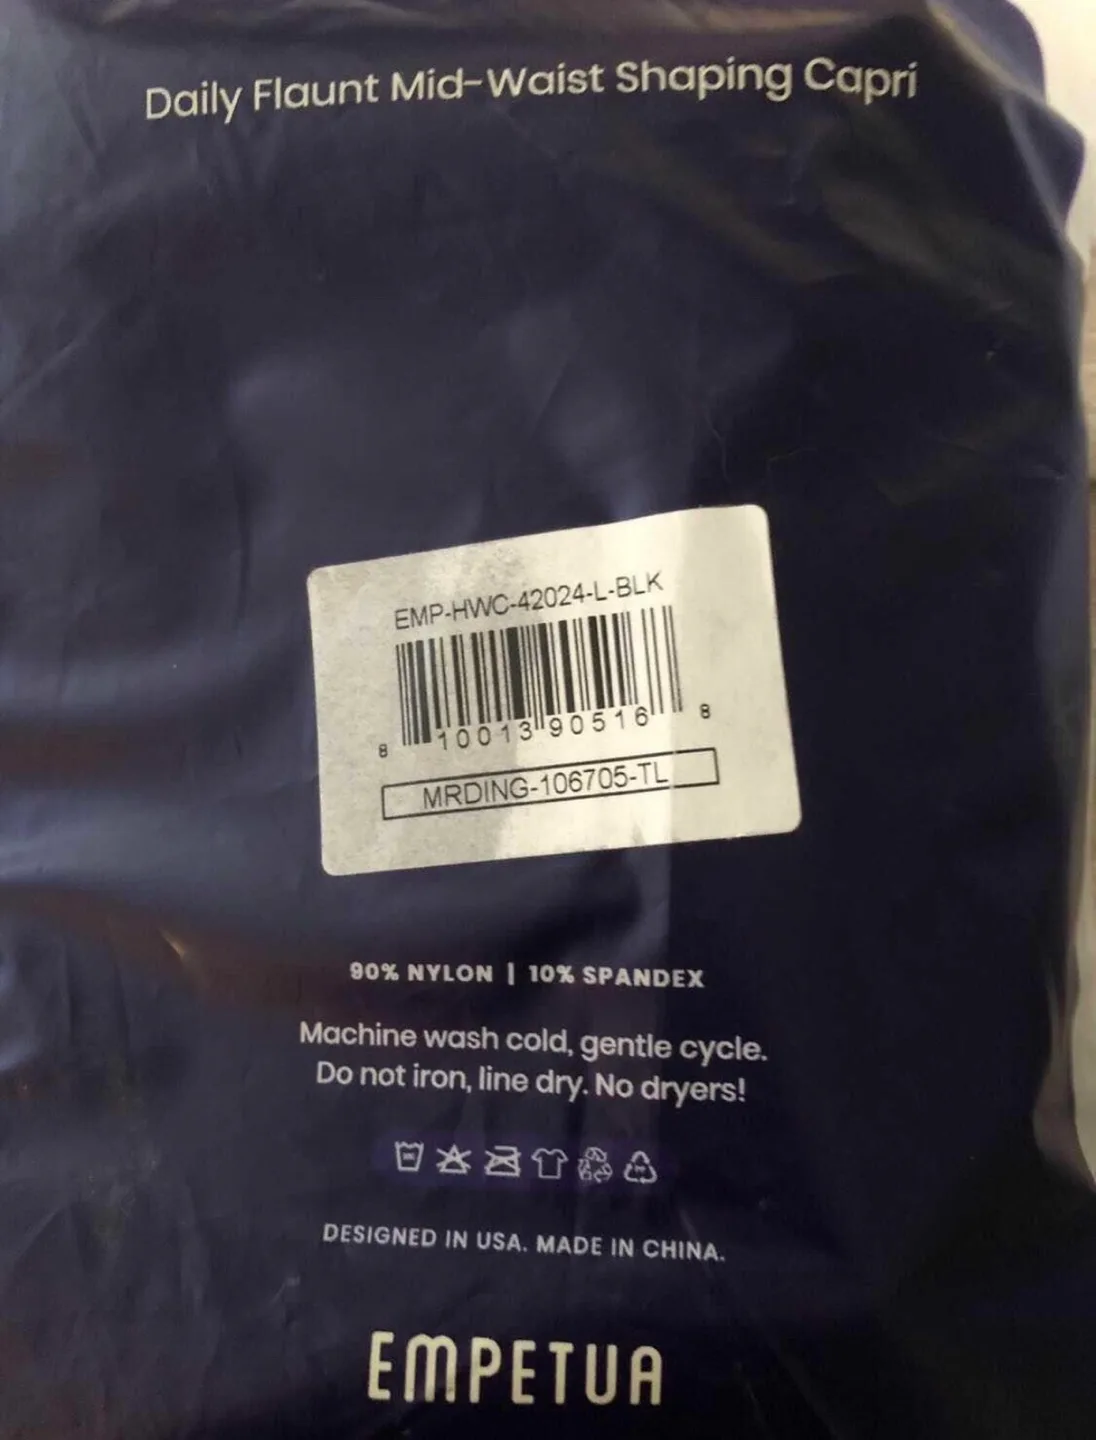 Daily Flaunt Mid-Waist Shaping Capri
EMP-HWC-42024-L-BLK
8 10013 90516 8
MRDING-106705-TL
90% NYLON | 10% SPANDEX
Machine wash cold, gentle cycle.
Do not iron, line dry. No dryers!
DESIGNED IN USA. MADE IN CHINA.
EMPETUA